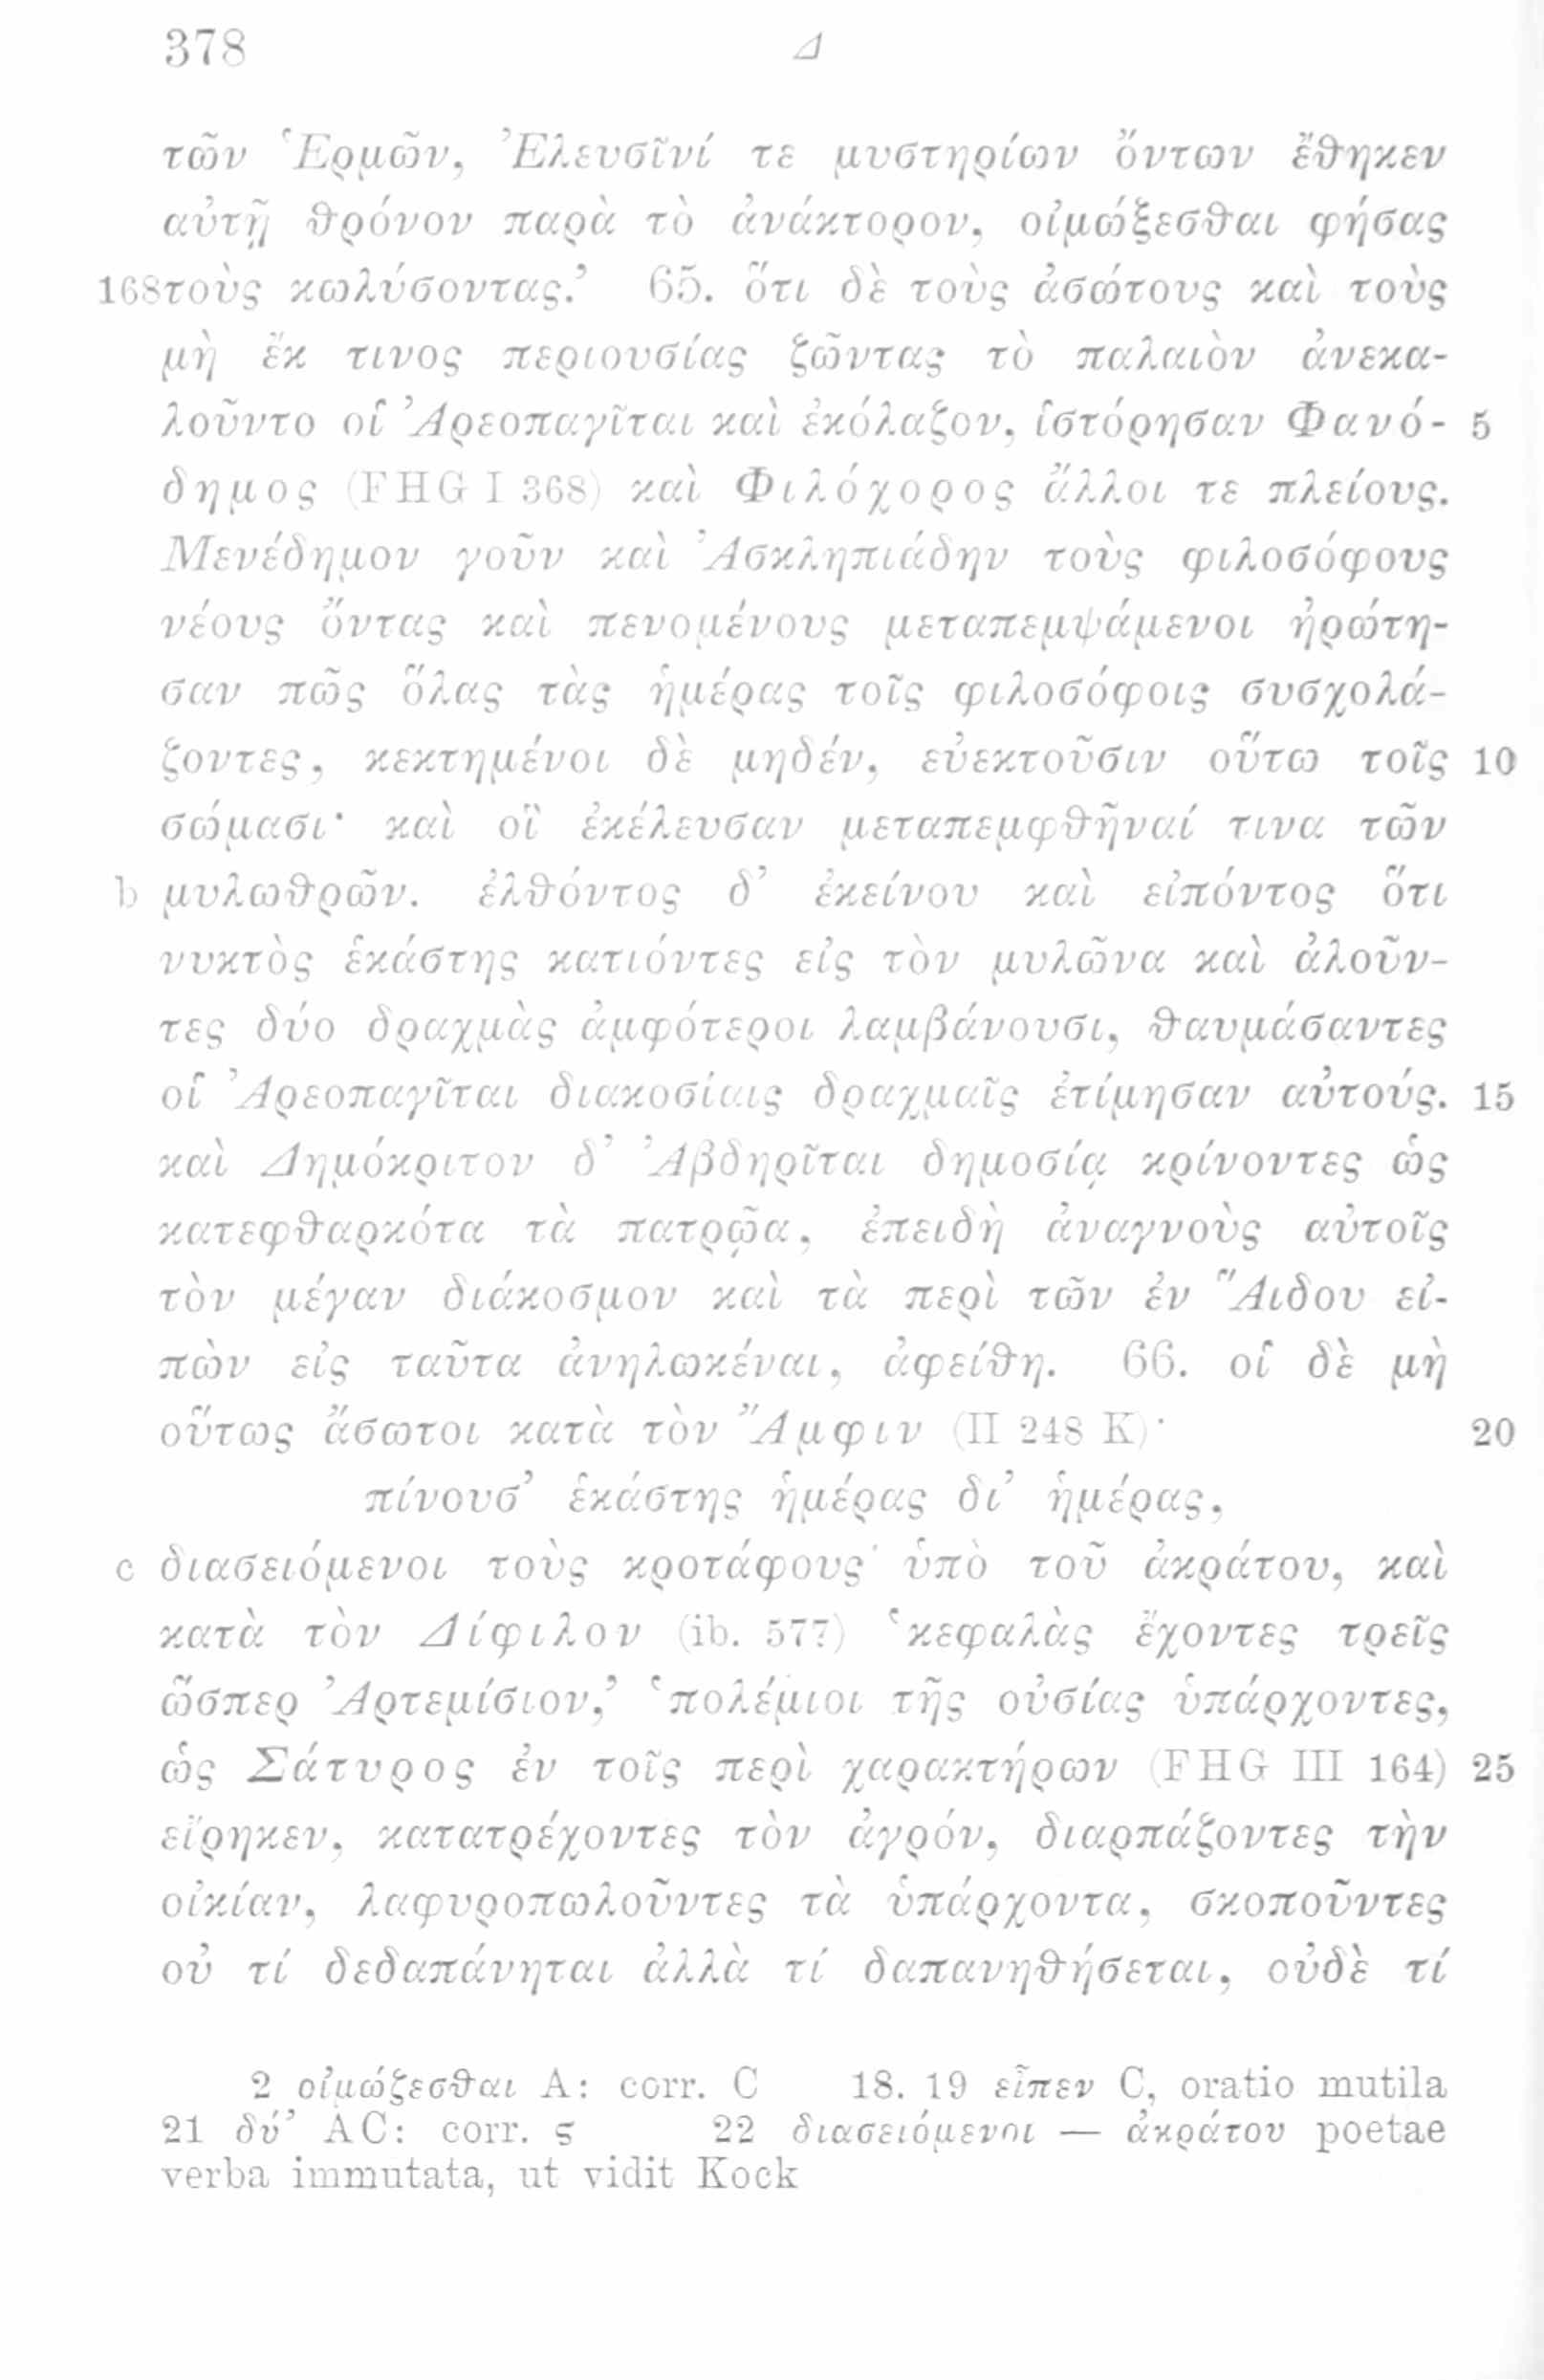 378 Δ
τῶν Ἑρμῶν, Ἐλευσῖνί τε μυστηρίων ὄντων ἔθηκεν
αὐτῇ θρόνον παρὰ τὸ ἀνάκτορον, οἰμώξεσθαι φήσας
168 τοὺς κωλύσοντας.’ 65. ὅτι δὲ τοὺς ἀσώτους καὶ τοὺς
μὴ ἔκ τινος περιουσίας ζῶντας τὸ παλαιὸν ἀνεκα-
λοῦντο οἱ Ἀρεοπαγῖται καὶ ἐκόλαζον, ἱστόρησαν Φανό- 5
δημος (FHG I 368) καὶ Φιλόχορος ἄλλοι τε πλείους.
Μενέδημον γοῦν καὶ Ἀσκληπιάδην τοὺς φιλοσόφους
νέους ὄντας καὶ πενομένους μεταπεμψάμενοι ἠρώτη-
σαν πῶς ὅλας τὰς ἡμέρας τοῖς φιλοσόφοις συσχολά-
ζοντες, κεκτημένοι δὲ μηδέν, εὐεκτοῦσιν οὕτω τοῖς 10
σώμασι· καὶ οἳ ἐκέλευσαν μεταπεμφθῆναί τινα τῶν
b μυλωθρῶν. ἐλθόντος δ’ ἐκείνου καὶ εἰπόντος ὅτι
νυκτὸς ἑκάστης κατιόντες εἰς τὸν μυλῶνα καὶ ἀλοῦν-
τες δύο δραχμὰς ἀμφότεροι λαμβάνουσι, θαυμάσαντες
οἱ Ἀρεοπαγῖται διακοσίαις δραχμαῖς ἐτίμησαν αὐτούς. 15
καὶ Δημόκριτον δ’ Ἀβδηρῖται δημοσίᾳ κρίνοντες ὡς
κατεφθαρκότα τὰ πατρῷα, ἐπειδὴ ἀναγνοὺς αὐτοῖς
τὸν μέγαν διάκοσμον καὶ τὰ περὶ τῶν ἐν Ἅιδου εἰ-
πὼν εἰς ταῦτα ἀνηλωκέναι, ἀφείθη. 66. οἱ δὲ μὴ
οὕτως ἄσωτοι κατὰ τὸν Ἄμφιν (II 248 K)· 20
πίνουσ’ ἑκάστης ἡμέρας δι’ ἡμέρας,
c διασειόμενοι τοὺς κροτάφους ὑπὸ τοῦ ἀκράτου, καὶ
κατὰ τὸν Δίφιλον (ib. 577) ‘κεφαλὰς ἔχοντες τρεῖς
ὥσπερ Ἀρτεμίσιον,’ ‘πολέμιοι τῆς οὐσίας ὑπάρχοντες,
ὡς Σάτυρος ἐν τοῖς περὶ χαρακτήρων (FHG III 164) 25
εἴρηκεν, κατατρέχοντες τὸν ἀγρόν, διαρπάζοντες τὴν
οἰκίαν, λαφυροπωλοῦντες τὰ ὑπάρχοντα, σκοποῦντες
οὐ τί δεδαπάνηται ἀλλὰ τί δαπανηθήσεται, οὐδὲ τί
2 οἰμώζεσθαι A: corr. C 18. 19 εἶπεν C, oratio mutila
21 δύ’ AC: corr. ς 22 διασειόμενοι — ἀκράτου poetae
verba immutata, ut vidit Kock